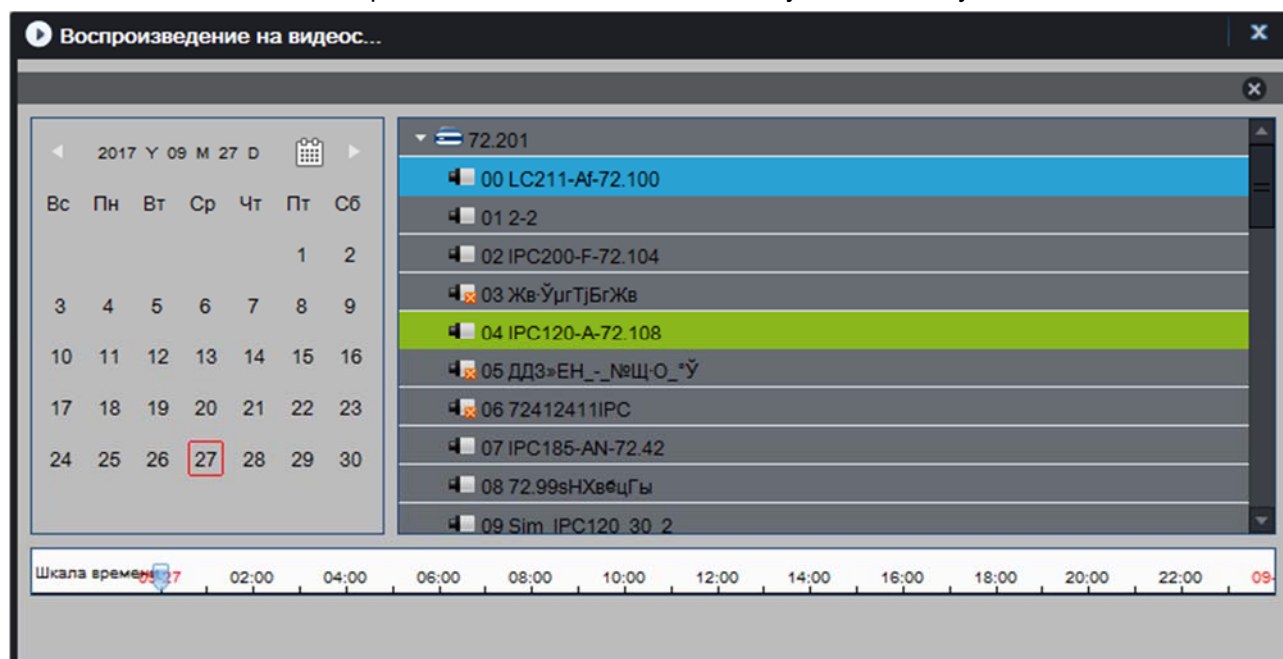 Воспроизведение на видеос...
2017 Y 09 M 27 D
Вс Пн Вт Ср Чт Пт Сб
1 2
3 4 5 6 7 8 9
10 11 12 13 14 15 16
17 18 19 20 21 22 23
24 25 26 27 28 29 30
72.201
00 LC211-Af-72.100
01 2-2
02 IPC200-F-72.104
03 Жв·ЎµгТјБгЖв
04 IPC120-A-72.108
05 ДДЗ»ЕН_-_№Щ·О_°Ў
06 72412411IPC
07 IPC185-AN-72.42
08
09 Sim_IPC120_30_2
Шкала времени 02:00 04:00 06:00 08:00 10:00 12:00 14:00 16:00 18:00 20:00 22:00 09-